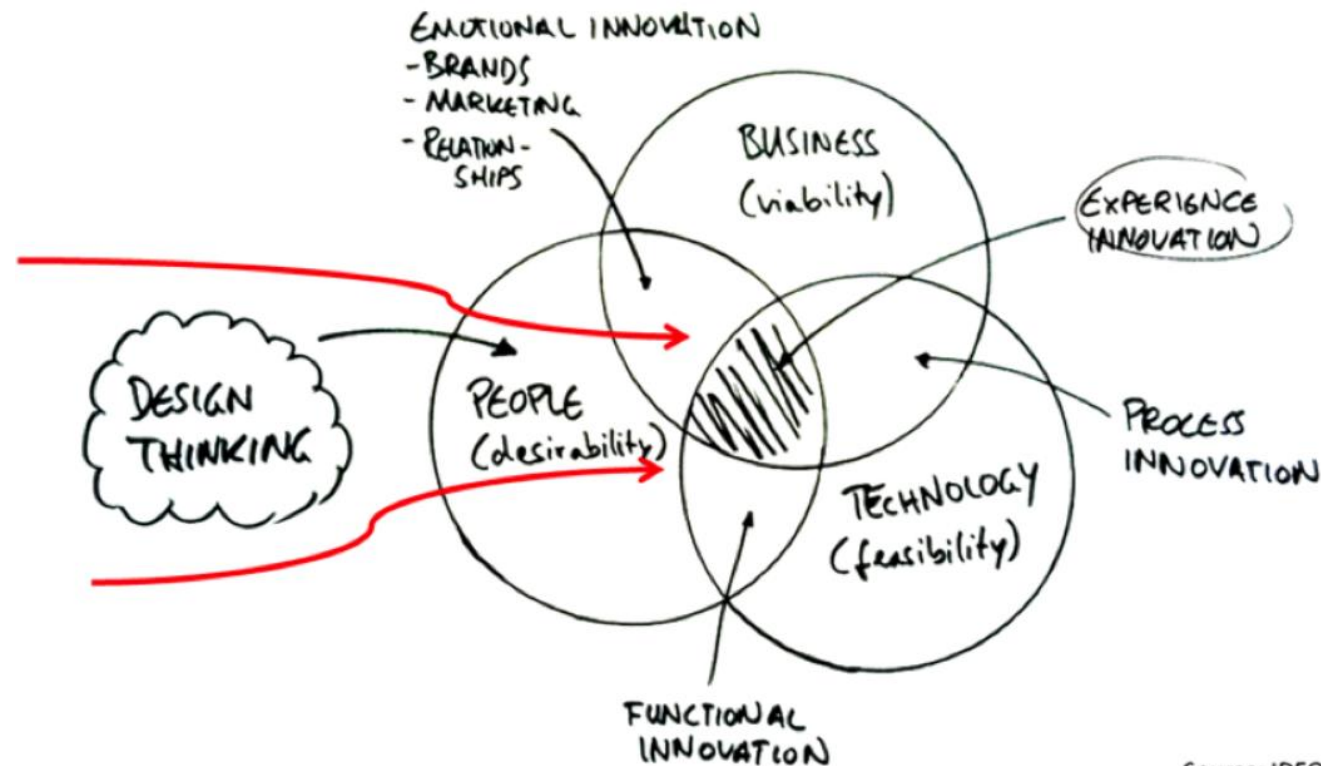 EMOTIONAL INNOVATION
- BRANDS
- MARKETING
- RELATION-
SHIPS
BUSINESS
(viability)
EXPERIENCE
INNOVATION
DESIGN
THINKING
PEOPLE
(desirability)
PROCESS
INNOVATION
TECHNOLOGY
(feasibility)
FUNCTIONAL
INNOVATION